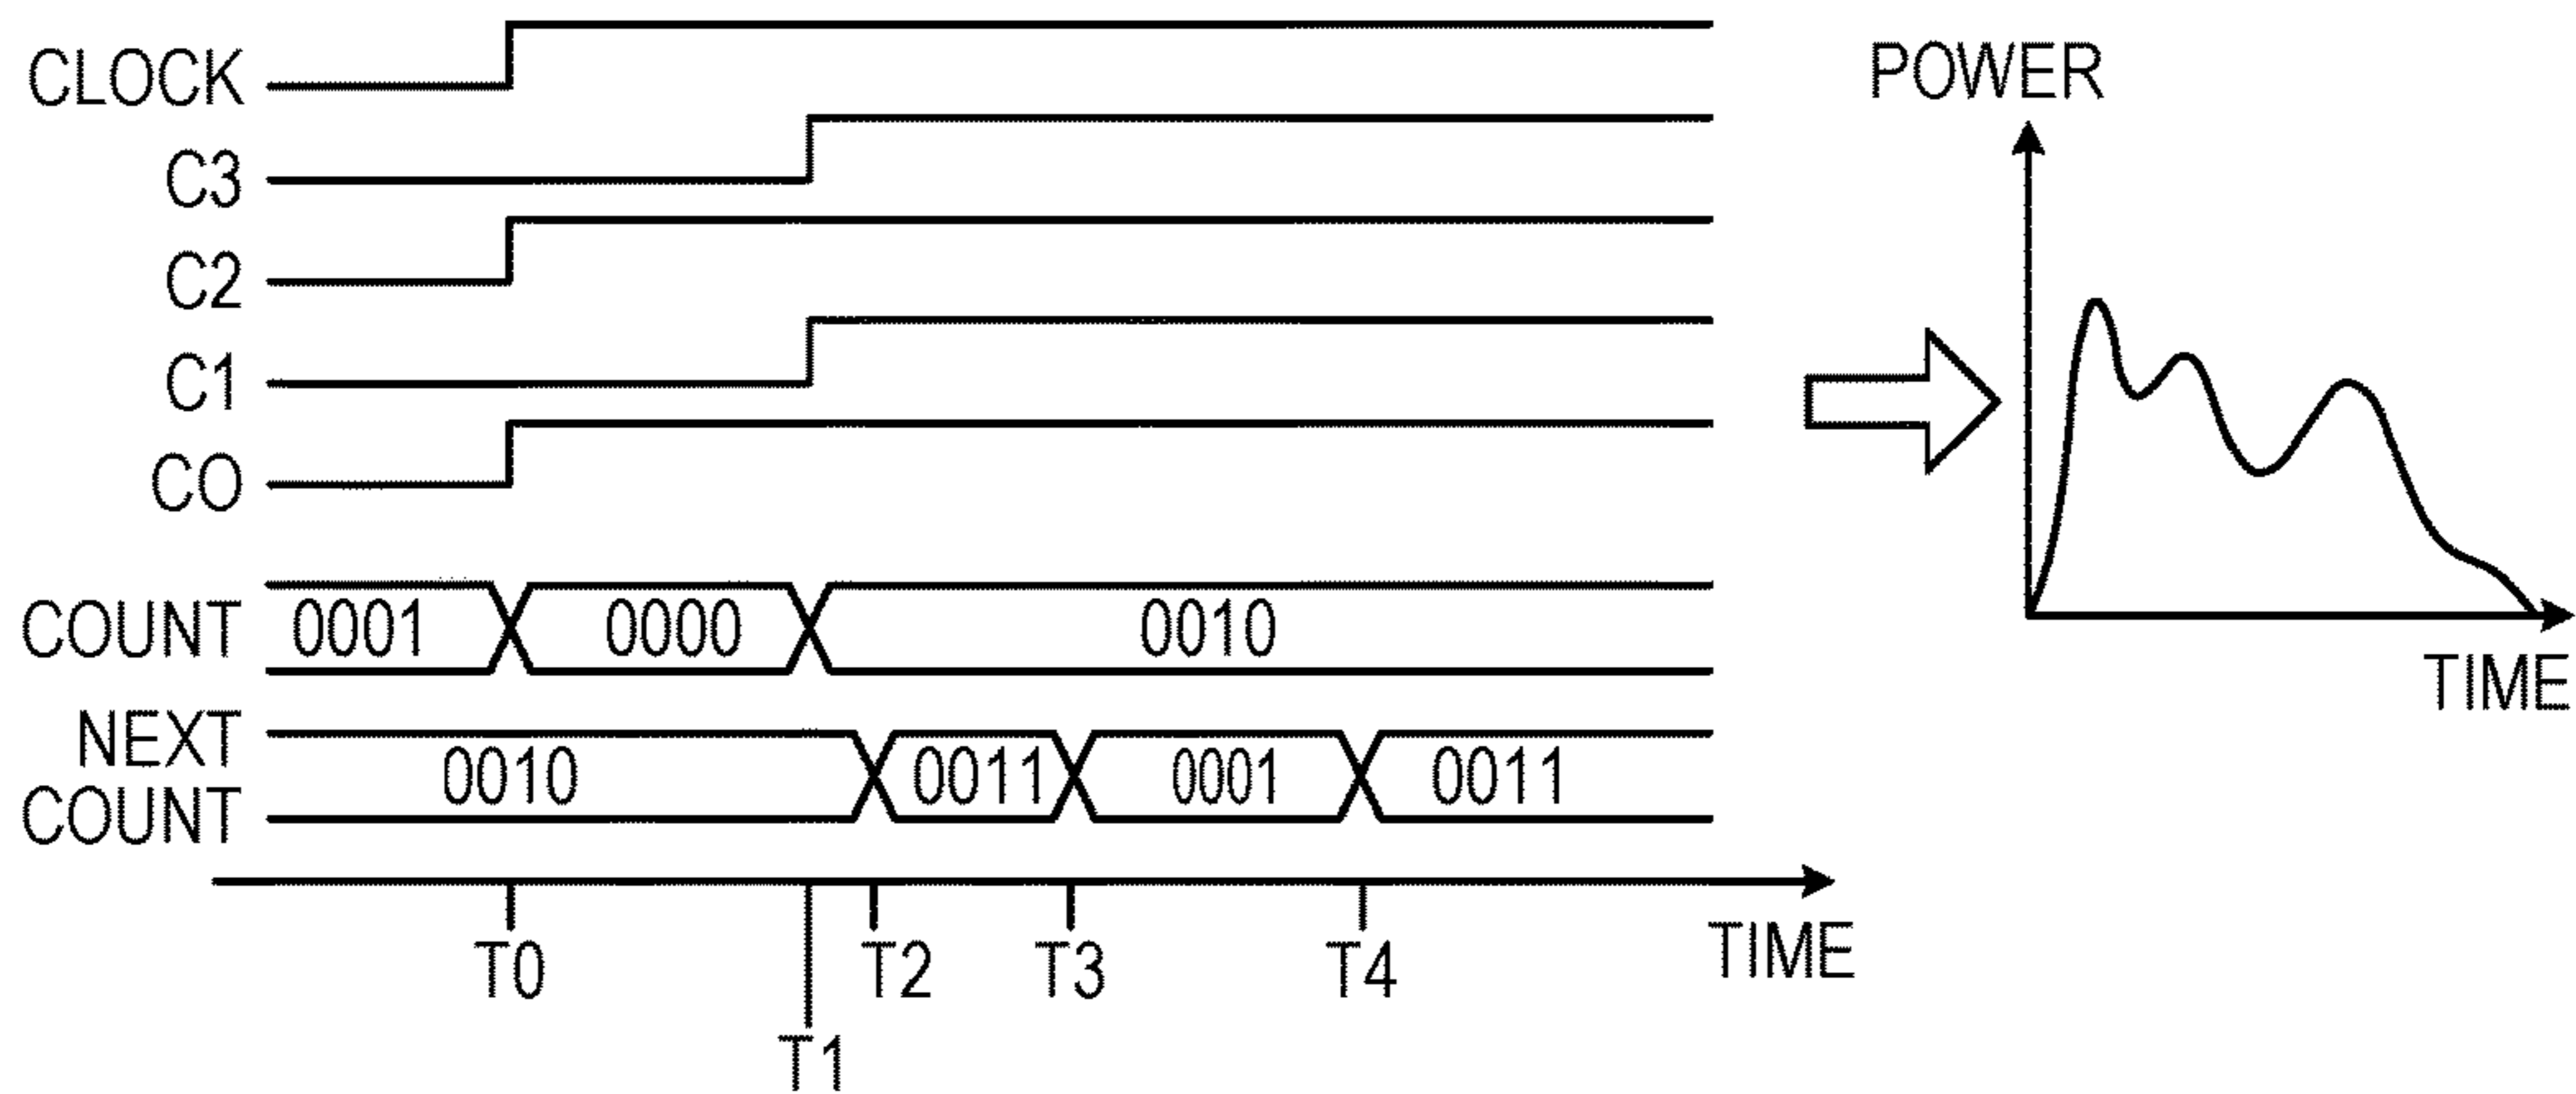 CLOCK
C3
C2
C1
C0
COUNT 0001 0000 0010
NEXT
COUNT
0010 0011 0001 0011
T0 T2 T3 T4
T1
TIME
POWER
TIME